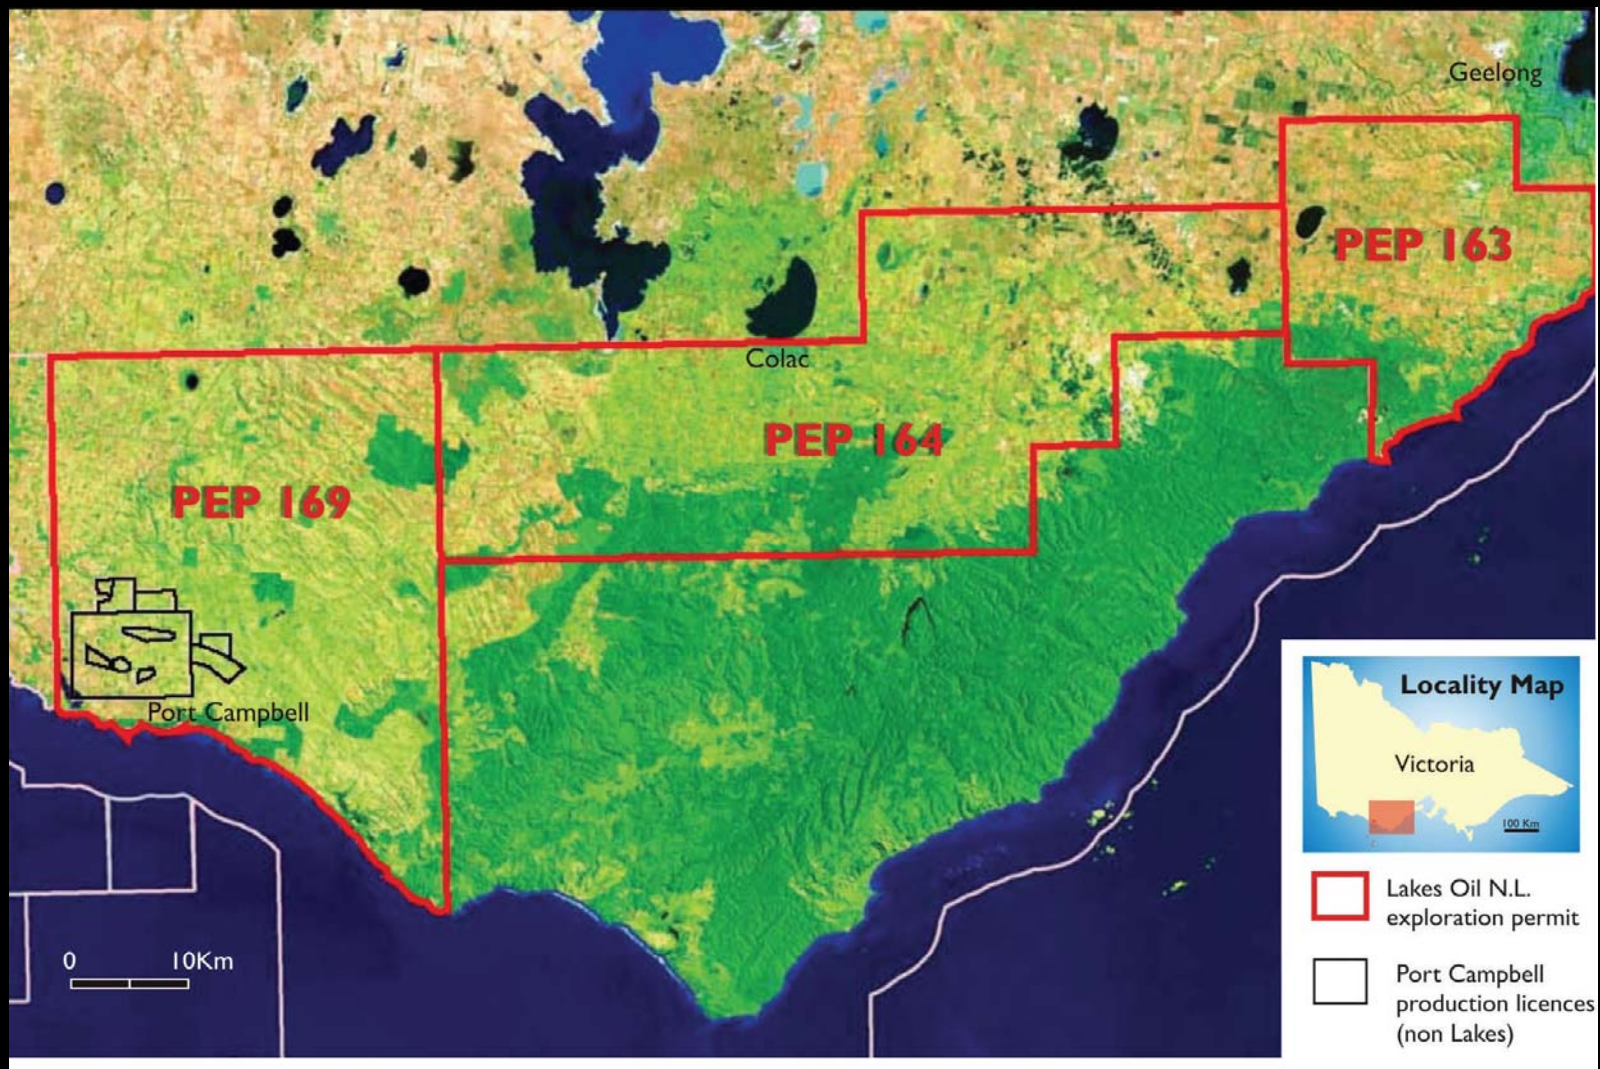 Geelong
PEP 163
Colac
PEP 164
PEP 169
Port Campbell
0 10Km
Locality Map
Victoria
100 Km
Lakes Oil N.L.
exploration permit
Port Campbell
production licences
(non Lakes)